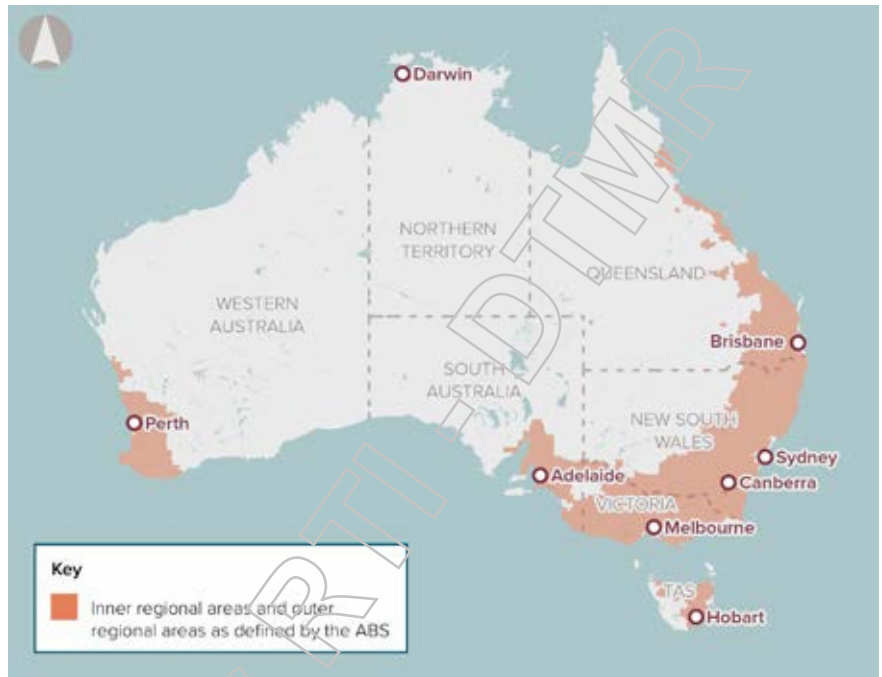 Darwin
NORTHERN
TERRITORY
QUEENSLAND
WESTERN
AUSTRALIA
Brisbane
SOUTH
AUSTRALIA
NEW SOUTH
WALES
Perth
Sydney
Adelaide
Canberra
VICTORIA
Melbourne
TAS
Hobart
Key
Inner regional areas and outer
regional areas as defined by the ABS
RTI - DTMR